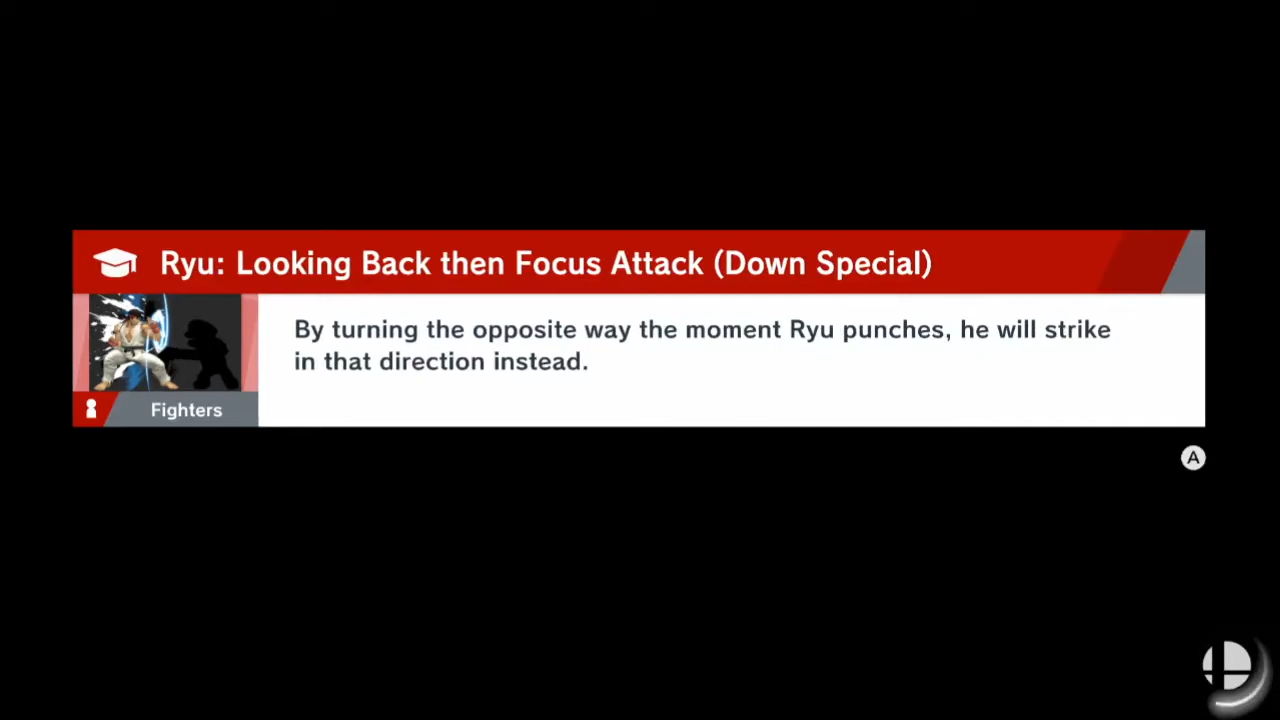 Ryu: Looking Back then Focus Attack (Down Special)
By turning the opposite way the moment Ryu punches, he will strike
in that direction instead.
Fighters
A